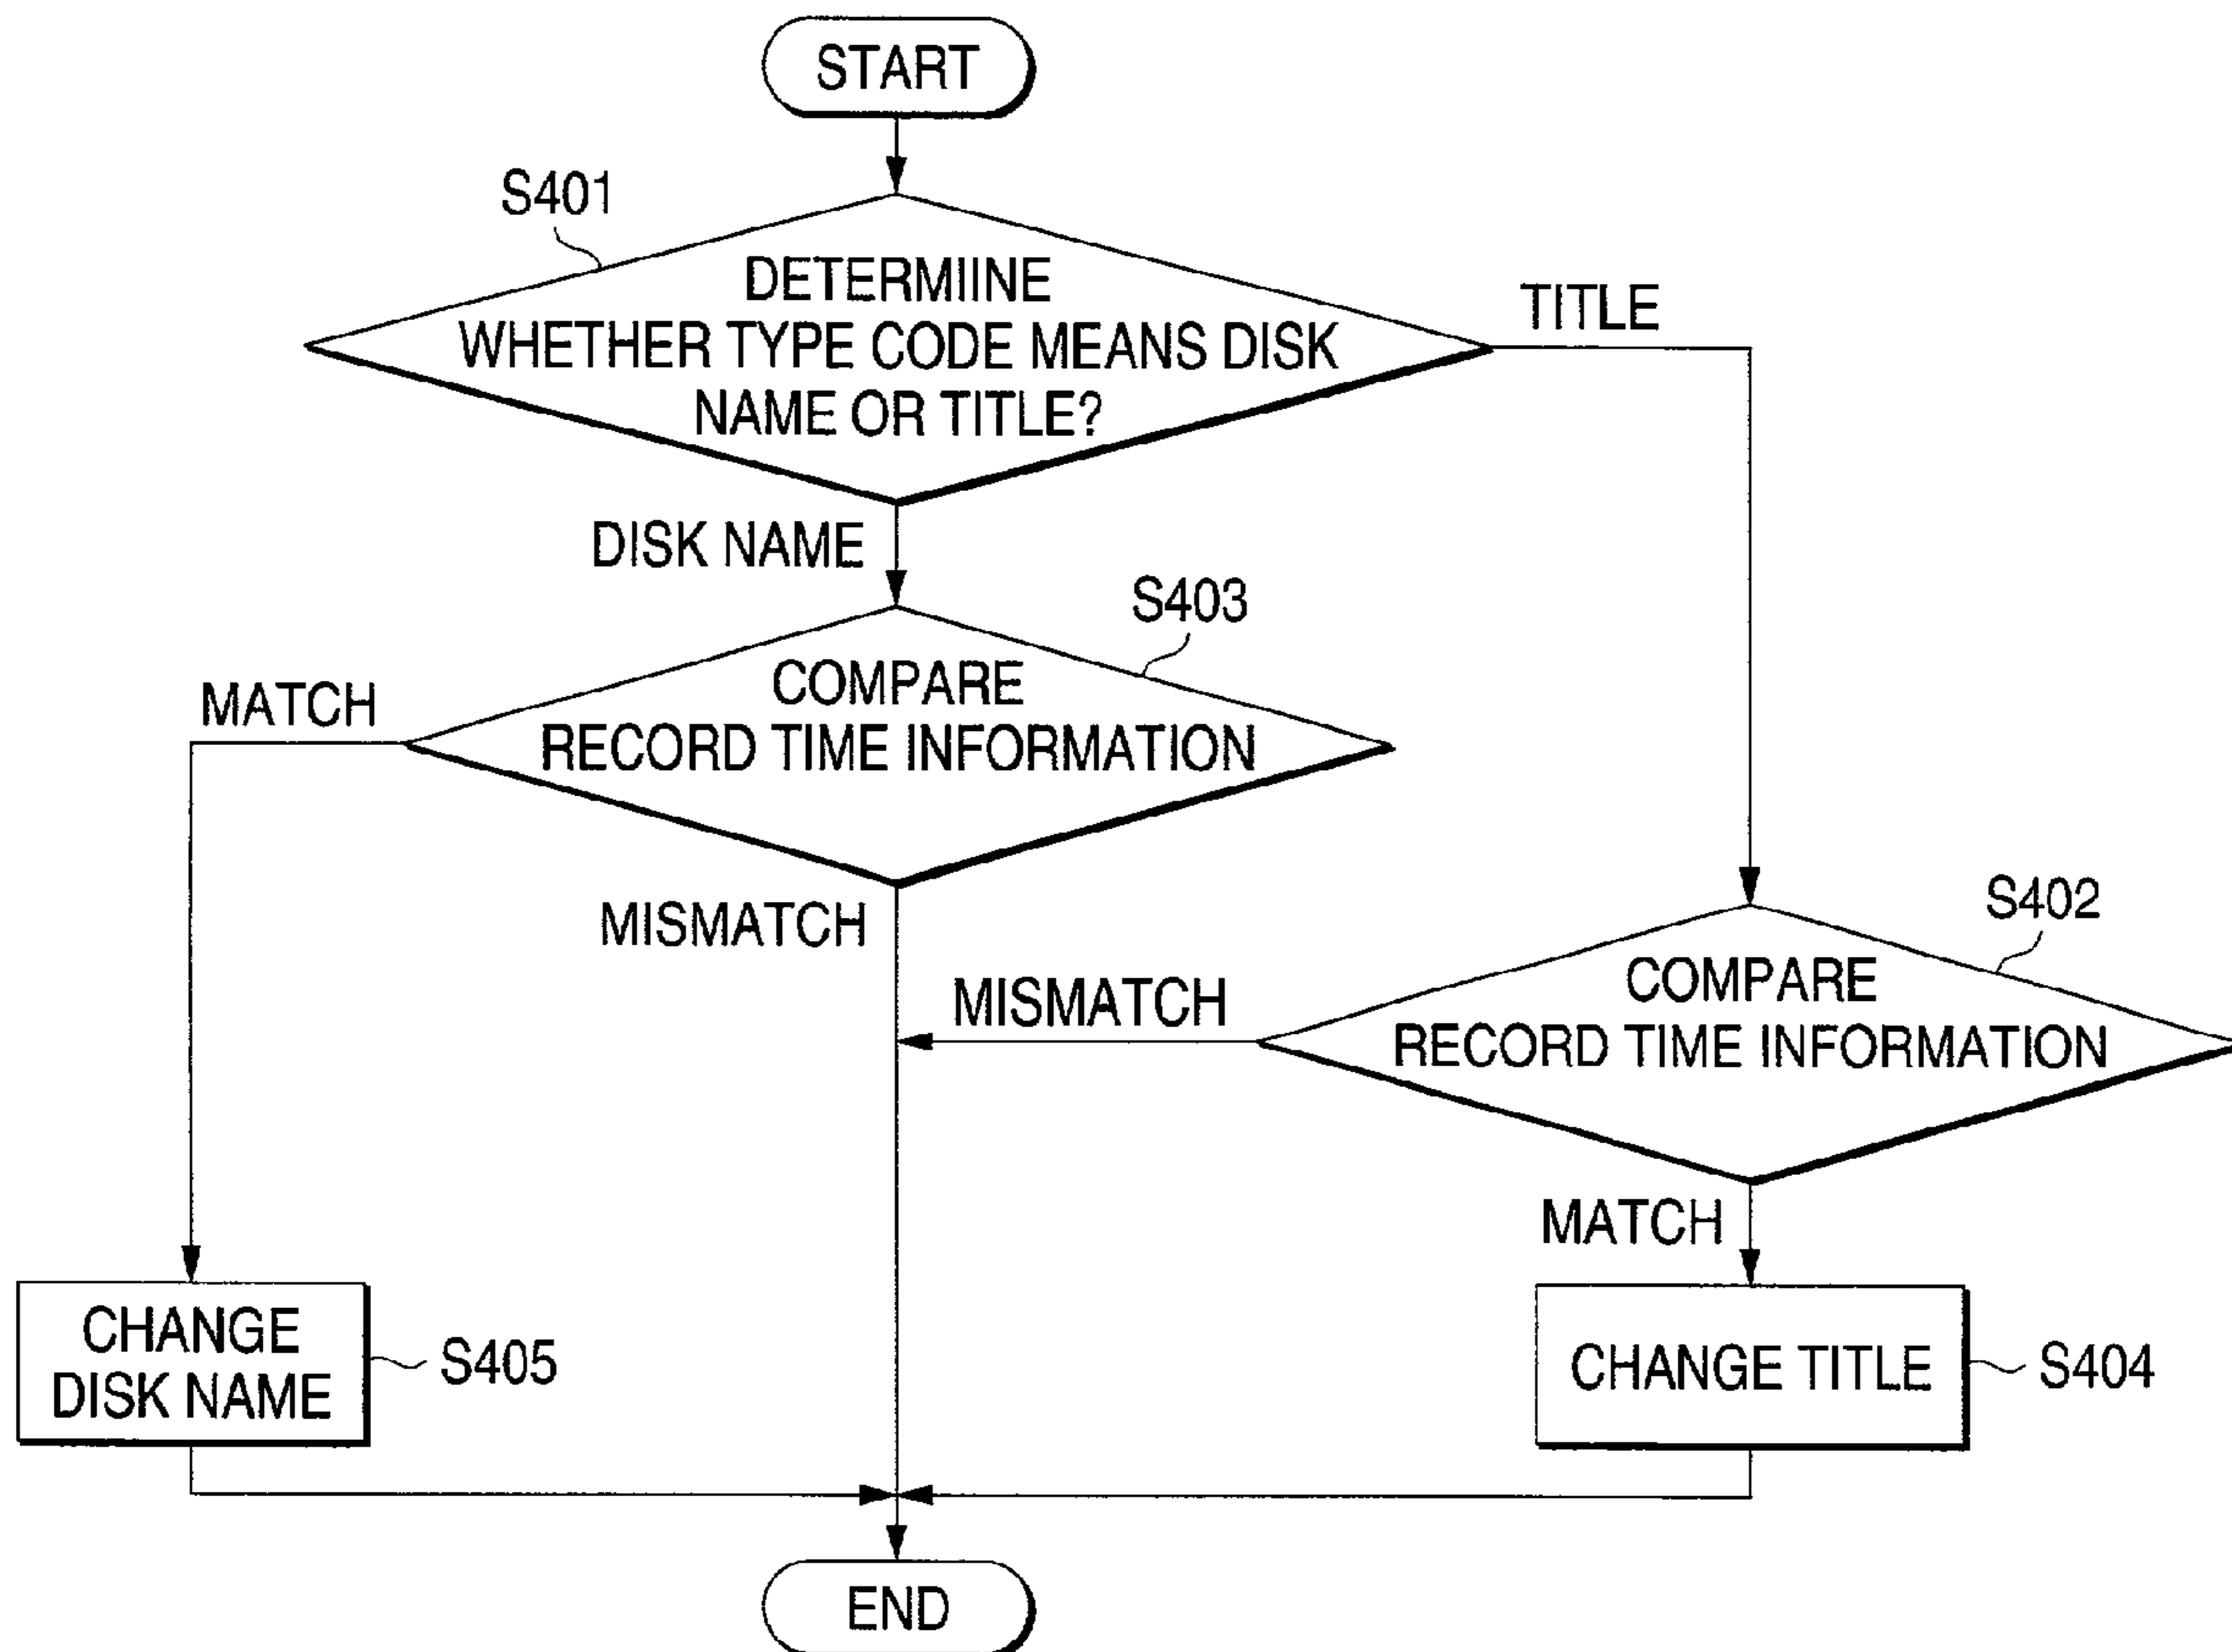 START
S401
DETERMIINE
WHETHER TYPE CODE MEANS DISK
NAME OR TITLE?
TITLE
DISK NAME
S403
COMPARE
RECORD TIME INFORMATION
MATCH
MISMATCH
S402
COMPARE
RECORD TIME INFORMATION
MISMATCH
MATCH
CHANGE
DISK NAME
S405
CHANGE TITLE
S404
END